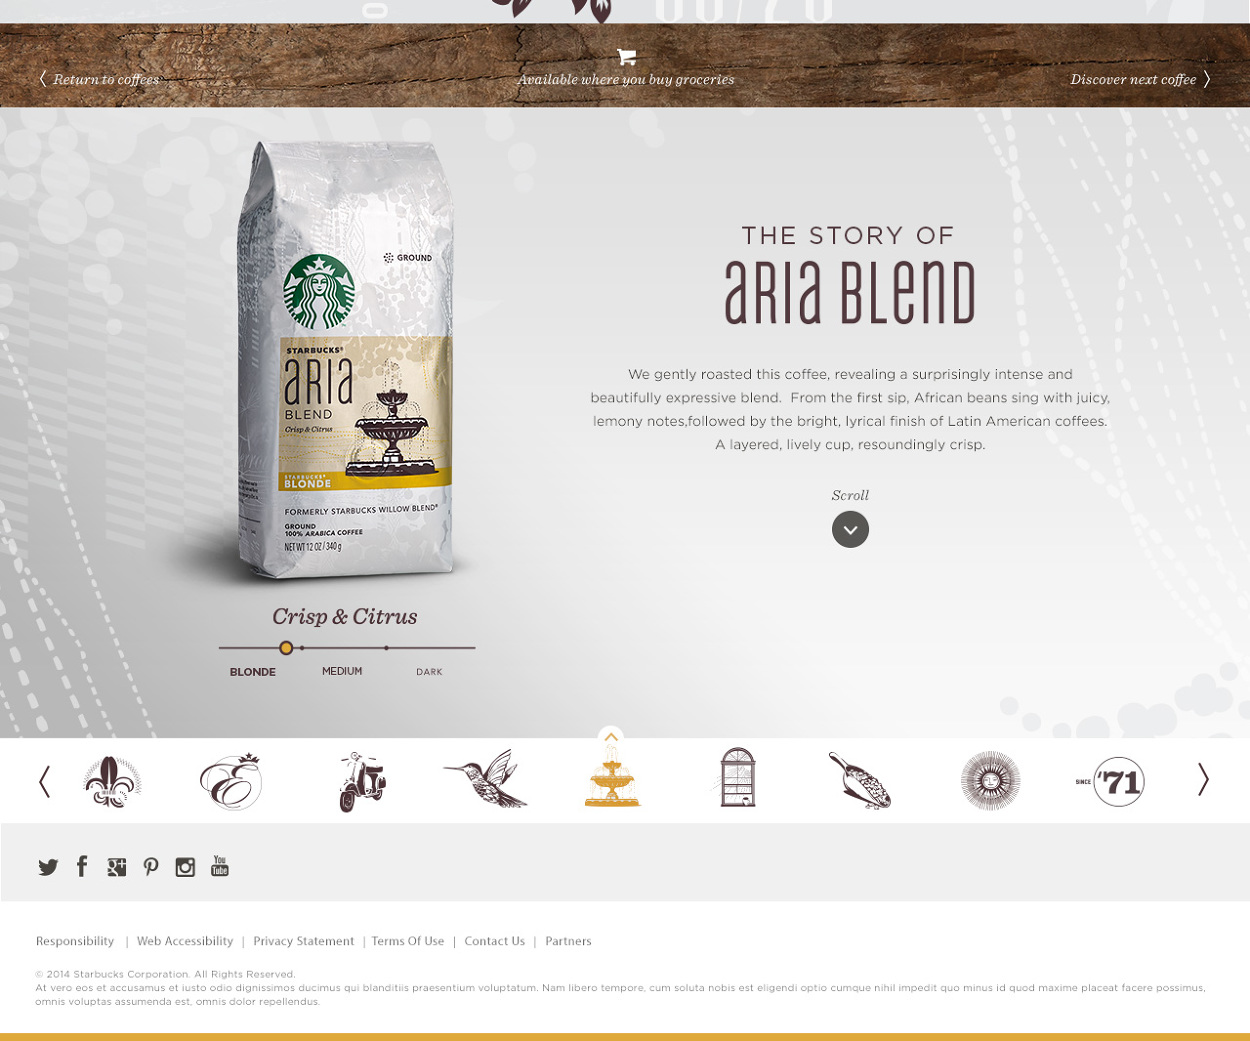 Return to coffees
Available where you buy groceries
Discover next coffee
GROUND
STARBUCKS®
ARIA
BLEND
Crisp & Citrus
STARBUCKS®
BLONDE
FORMERLY STARBUCKS WILLOW BLEND®
GROUND
100% ARABICA COFFEE
NET WT 12 OZ / 340 g
THE STORY OF
ARIA BLEND
We gently roasted this coffee, revealing a surprisingly intense and
beautifully expressive blend.  From the first sip, African beans sing with juicy,
lemony notes,followed by the bright, lyrical finish of Latin American coffees.
A layered, lively cup, resoundingly crisp.
Scroll
Crisp & Citrus
BLONDE MEDIUM DARK
E
SINCE '71
You
Tube
Responsibility | Web Accessibility | Privacy Statement | Terms Of Use | Contact Us | Partners
© 2014 Starbucks Corporation. All Rights Reserved.
At vero eos et accusamus et iusto odio dignissimos ducimus qui blanditiis praesentium voluptatum. Nam libero tempore, cum soluta nobis est eligendi optio cumque nihil impedit quo minus id quod maxime placeat facere possimus,
omnis voluptas assumenda est, omnis dolor repellendus.